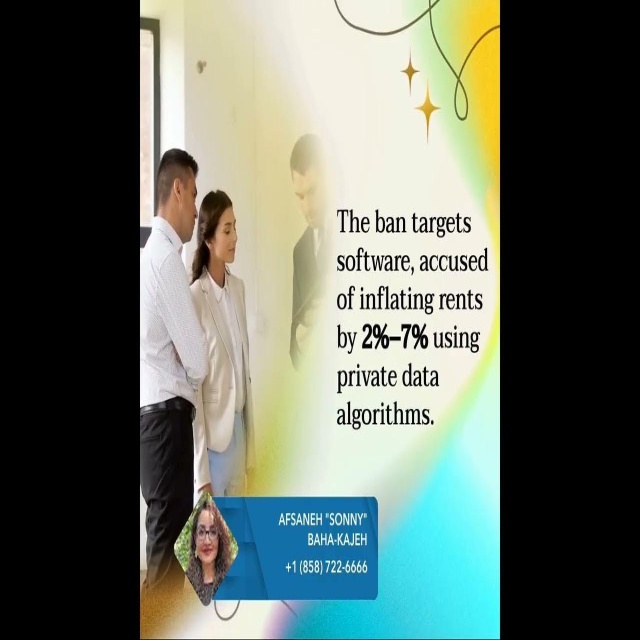 The ban targets
software, accused
of inflating rents
by 2%–7% using
private data
algorithms.
AFSANEH "SONNY"
BAHA-KAJEH
+1 (858) 722-6666